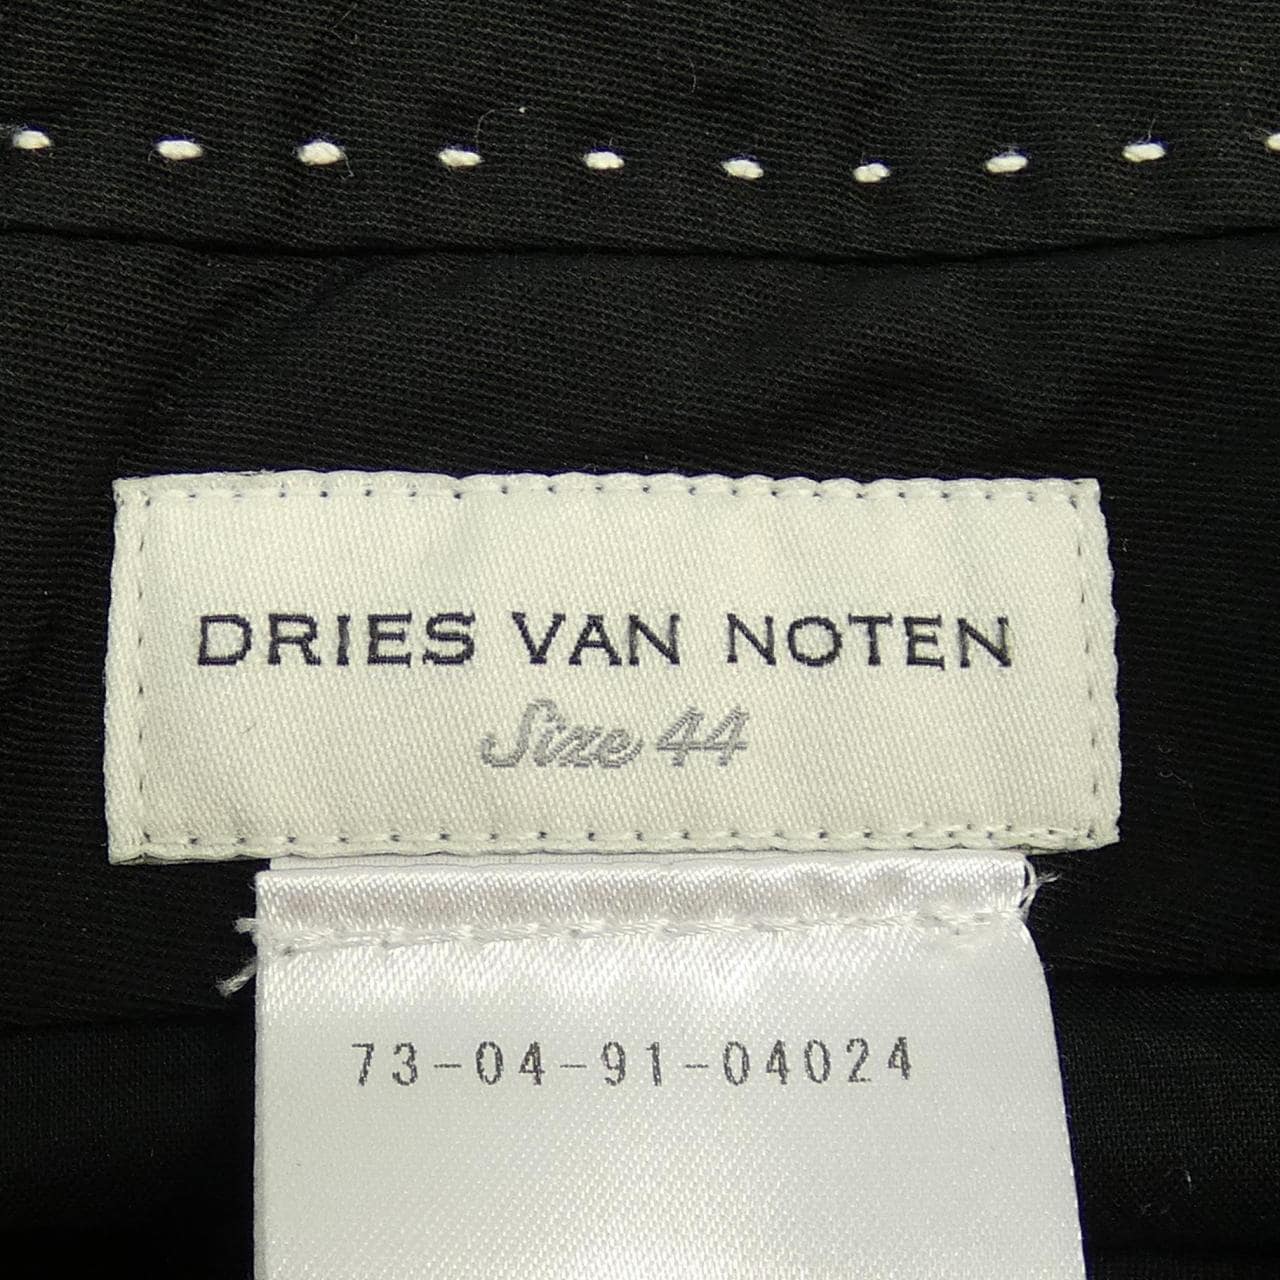 DRIES VAN NOTEN
Size 44
73-04-91-04024